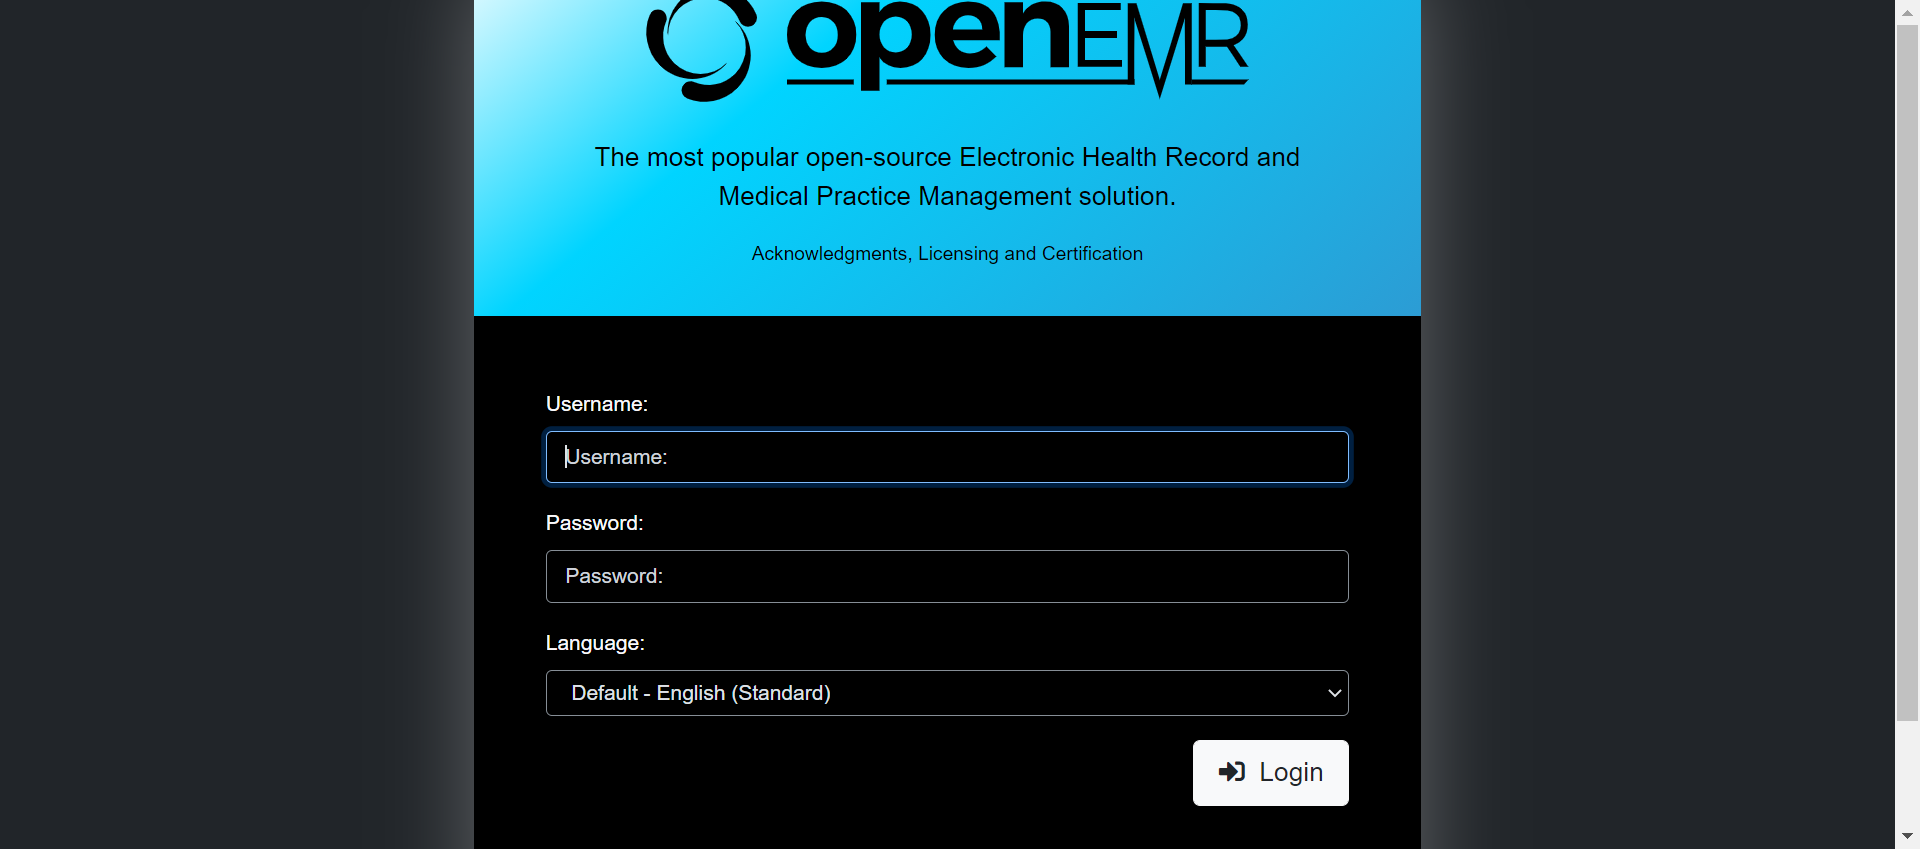 openEMR
The most popular open-source Electronic Health Record and
Medical Practice Management solution.
Acknowledgments, Licensing and Certification
Username:
Username:
Password:
Password:
Language:
Default - English (Standard)
Login